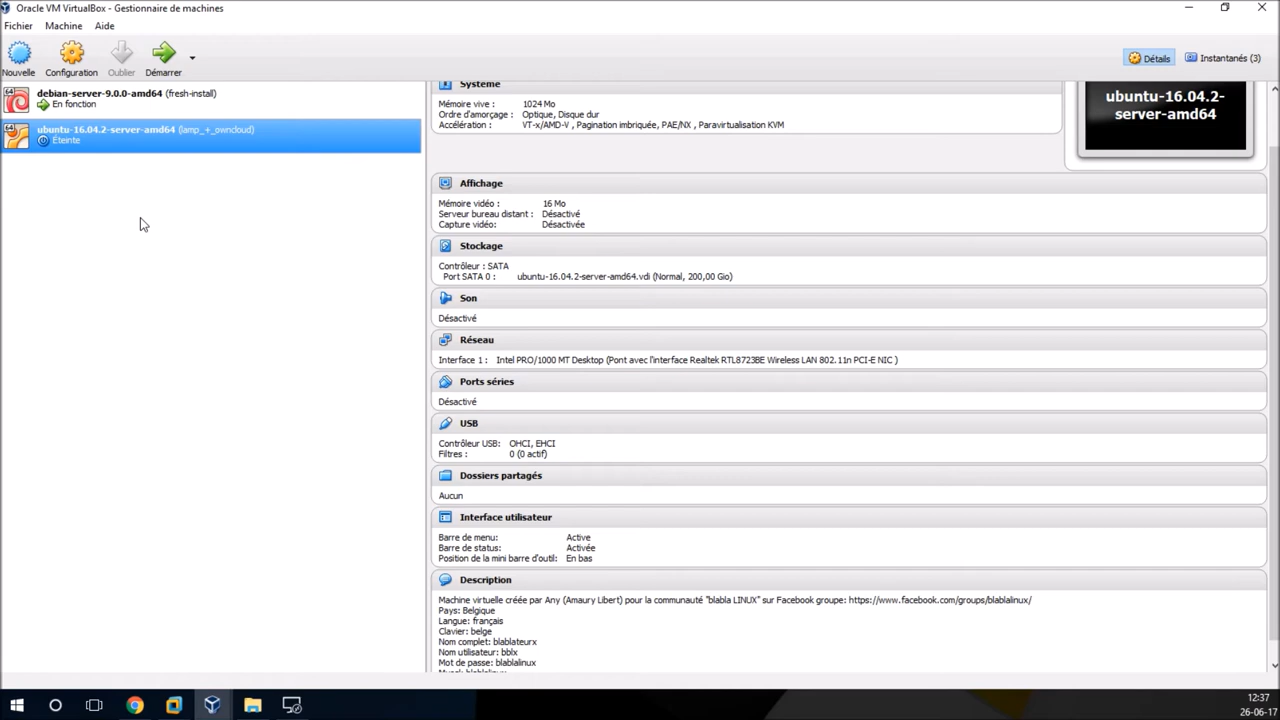 Oracle VM VirtualBox - Gestionnaire de machines
Fichier Machine Aide
Nouvelle Configuration Oublier Démarrer
Détails Instantanés (3)
64 debian-server-9.0.0-amd64 (fresh-install)
En fonction
64 ubuntu-16.04.2-server-amd64 (lamp_+_owncloud)
Éteinte
Système
Mémoire vive : 1024 Mo
Ordre d'amorçage : Optique, Disque dur
Accélération : VT-x/AMD-V , Pagination imbriquée, PAE/NX , Paravirtualisation KVM
ubuntu-16.04.2-
server-amd64
Affichage
Mémoire vidéo : 16 Mo
Serveur bureau distant : Désactivé
Capture vidéo: Désactivée
Stockage
Contrôleur : SATA
Port SATA 0 : ubuntu-16.04.2-server-amd64.vdi (Normal, 200,00 Gio)
Son
Désactivé
Réseau
Interface 1 : Intel PRO/1000 MT Desktop (Pont avec l'interface Realtek RTL8723BE Wireless LAN 802.11n PCI-E NIC )
Ports séries
Désactivé
USB
Contrôleur USB: OHCI, EHCI
Filtres : 0 (0 actif)
Dossiers partagés
Aucun
Interface utilisateur
Barre de menu: Active
Barre de status: Activée
Position de la mini barre d'outil: En bas
Description
Machine virtuelle créée par Any (Amaury Libert) pour la communauté "blabla LINUX" sur Facebook groupe: https://www.facebook.com/groups/blablalinux/
Pays: Belgique
Langue: français
Clavier: belge
Nom complet: blablateurx
Nom utilisateur: bblx
Mot de passe: blablalinux
12:37
26-06-17